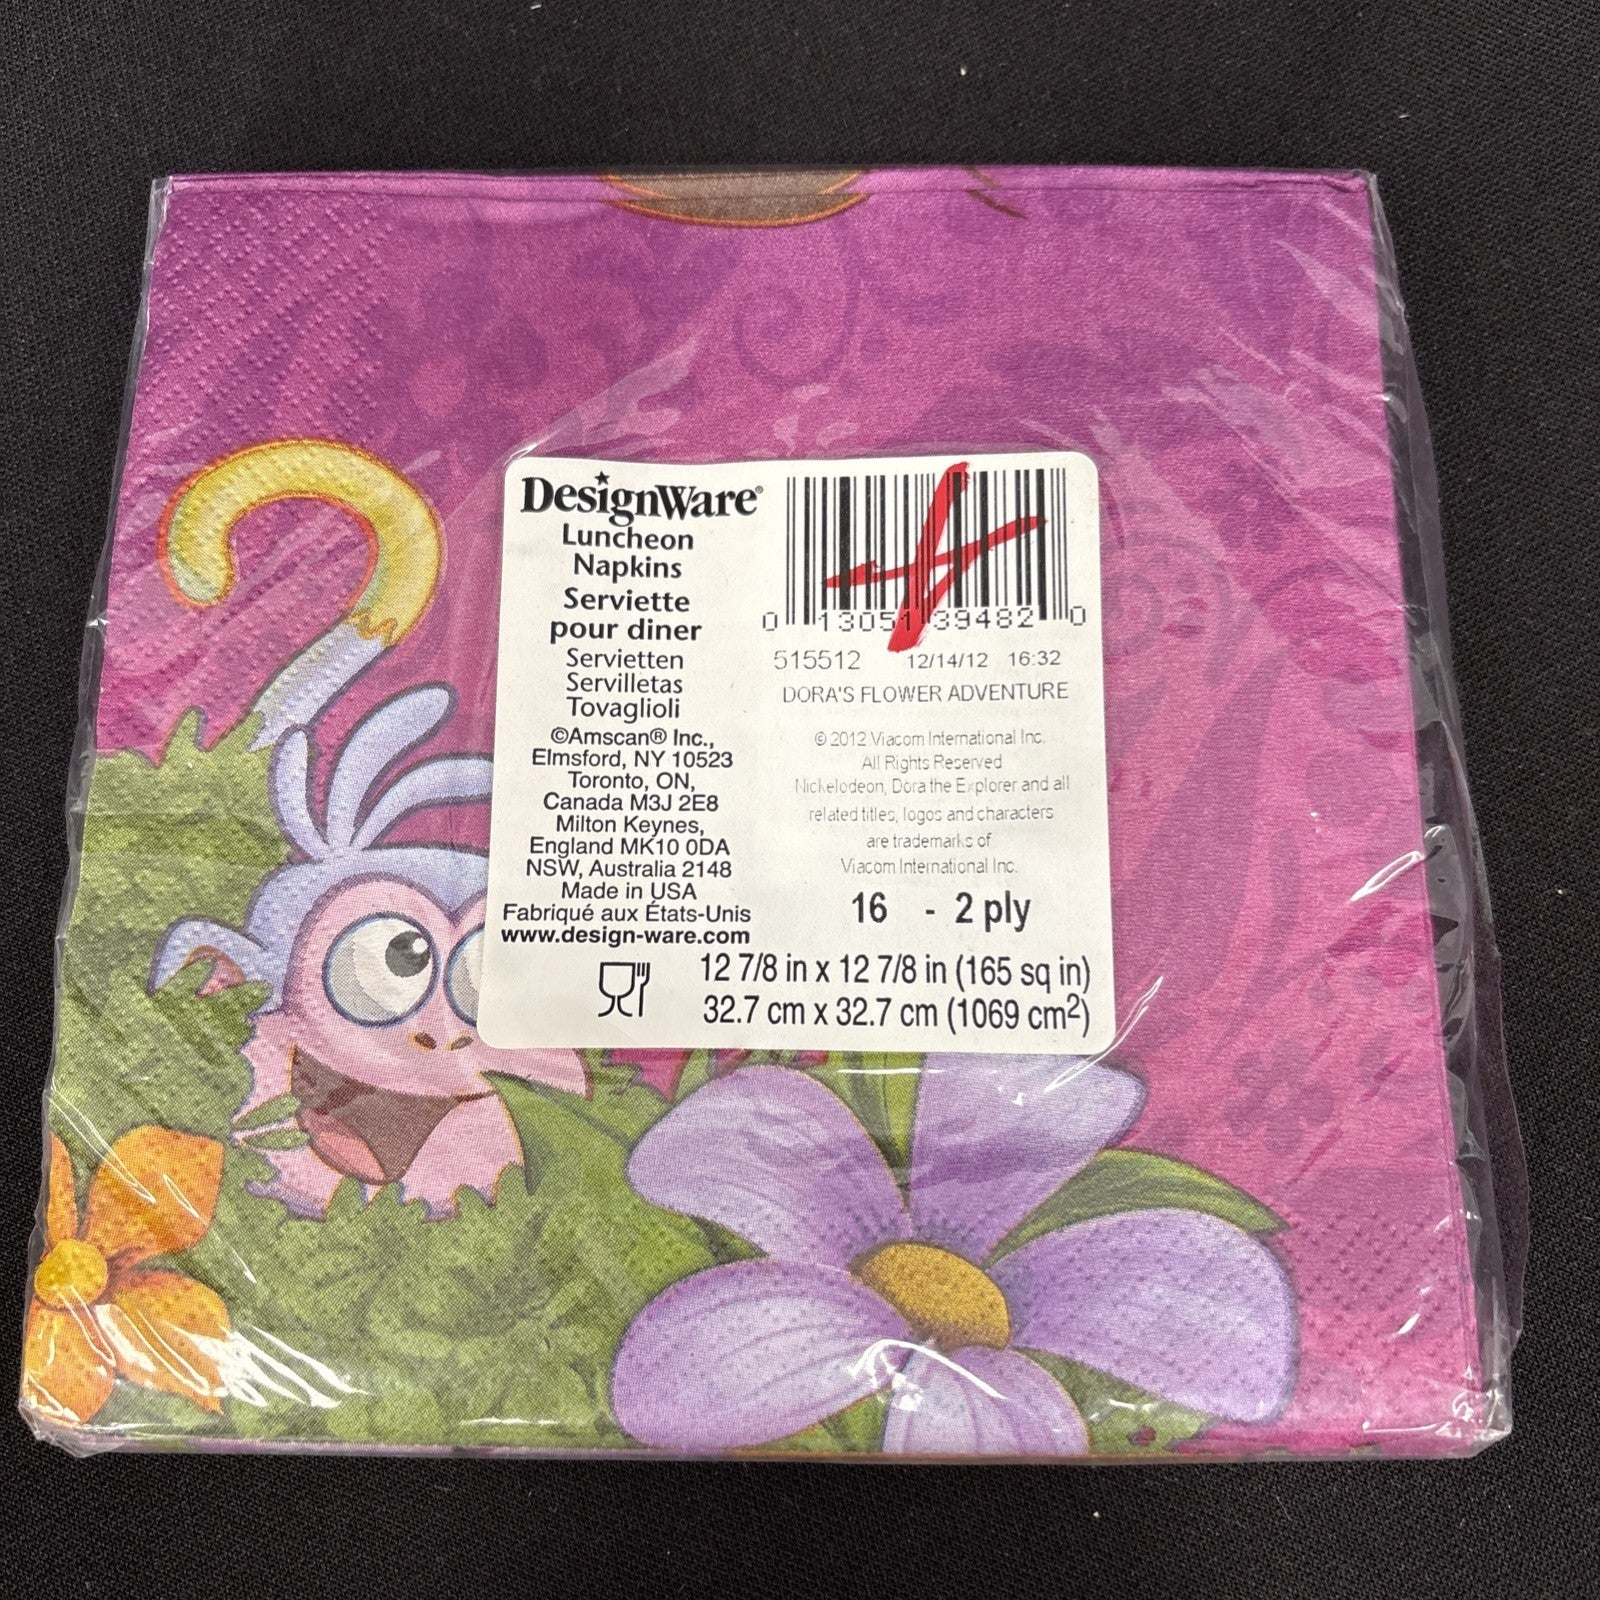 DesignWare®
Luncheon
Napkins
Serviette
pour diner
Servietten
Servilletas
Tovaglioli
©Amscan® Inc.,
Elmsford, NY 10523
Toronto, ON,
Canada M3J 2E8
Milton Keynes,
England MK10 0DA
NSW, Australia 2148
Made in USA
Fabriqué aux États-Unis
www.design-ware.com
0 13051 39482 0
515512 12/14/12 16:32
DORA'S FLOWER ADVENTURE
© 2012 Viacom International Inc.
All Rights Reserved
Nickelodeon, Dora the Explorer and all
related titles, logos and characters
are trademarks of
Viacom International Inc.
16 - 2 ply
12 7/8 in x 12 7/8 in (165 sq in)
32.7 cm x 32.7 cm (1069 cm²)